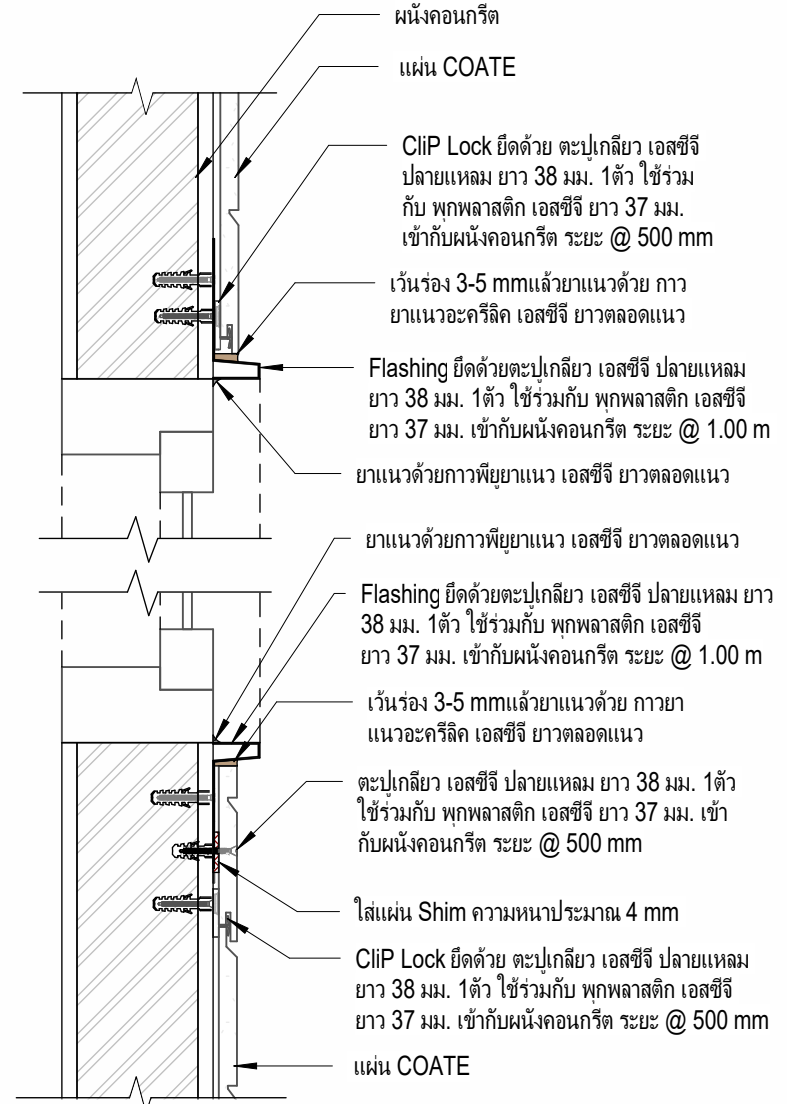 ผนังคอนกรีต
แผ่น COATE
CliP Lock ยึดด้วย ตะปูเกลียว เอสซีจี
ปลายแหลม ยาว 38 มม. 1ตัว ใช้ร่วม
กับ พุกพลาสติก เอสซีจี ยาว 37 มม.
เข้ากับผนังคอนกรีต ระยะ @ 500 mm
เว้นร่อง 3-5 mmแล้วยาแนวด้วย กาว
ยาแนวอะครีลิค เอสซีจี ยาวตลอดแนว
Flashing ยึดด้วยตะปูเกลียว เอสซีจี ปลายแหลม
ยาว 38 มม. 1ตัว ใช้ร่วมกับ พุกพลาสติก เอสซีจี
ยาว 37 มม. เข้ากับผนังคอนกรีต ระยะ @ 1.00 m
ยาแนวด้วยกาวพียูยาแนว เอสซีจี ยาวตลอดแนว
ยาแนวด้วยกาวพียูยาแนว เอสซีจี ยาวตลอดแนว
Flashing ยึดด้วยตะปูเกลียว เอสซีจี ปลายแหลม ยาว
38 มม. 1ตัว ใช้ร่วมกับ พุกพลาสติก เอสซีจี
ยาว 37 มม. เข้ากับผนังคอนกรีต ระยะ @ 1.00 m
เว้นร่อง 3-5 mmแล้วยาแนวด้วย กาวยา
แนวอะครีลิค เอสซีจี ยาวตลอดแนว
ตะปูเกลียว เอสซีจี ปลายแหลม ยาว 38 มม. 1ตัว
ใช้ร่วมกับ พุกพลาสติก เอสซีจี ยาว 37 มม. เข้า
กับผนังคอนกรีต ระยะ @ 500 mm
ใส่แผ่น Shim ความหนาประมาณ 4 mm
CliP Lock ยึดด้วย ตะปูเกลียว เอสซีจี ปลายแหลม
ยาว 38 มม. 1ตัว ใช้ร่วมกับ พุกพลาสติก เอสซีจี
ยาว 37 มม. เข้ากับผนังคอนกรีต ระยะ @ 500 mm
แผ่น COATE